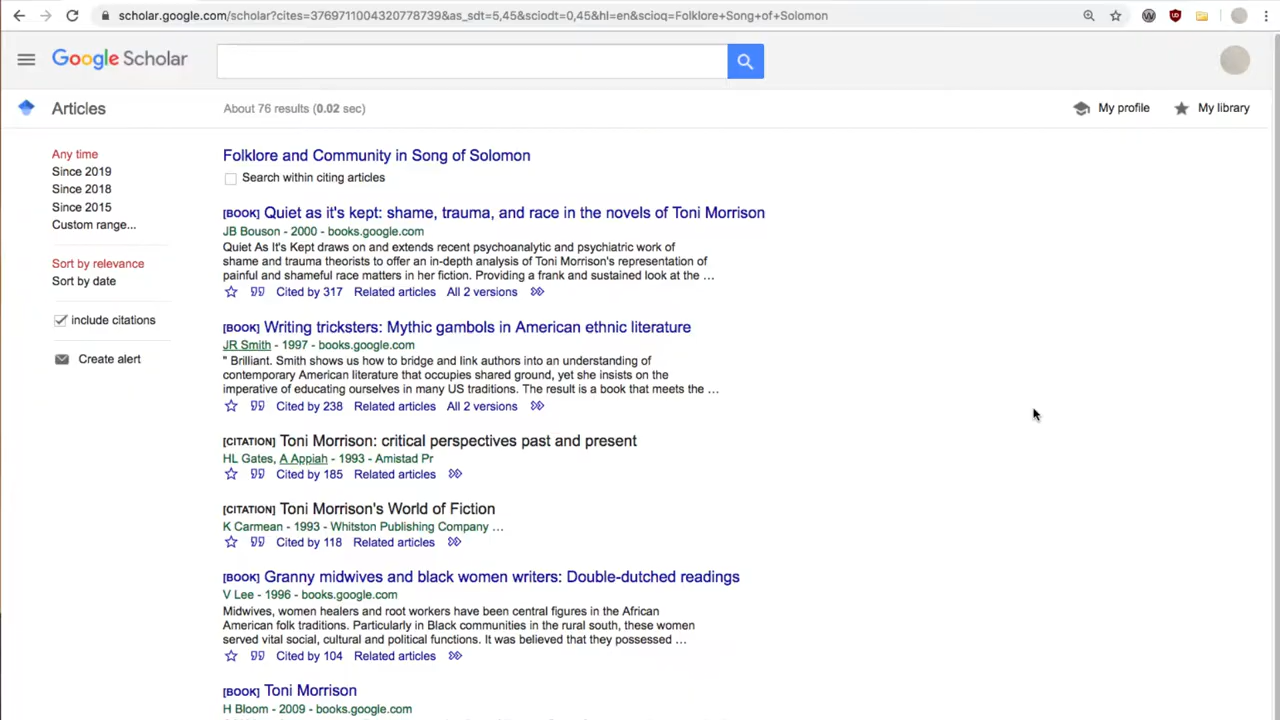 scholar.google.com/scholar?cites=3769711004320778739&as_sdt=5,45&sciodt=0,45&hl=en&scioq=Folklore+Song+of+Solomon
Google Scholar
Articles
About 76 results (0.02 sec)
My profile
My library
Any time
Since 2019
Since 2018
Since 2015
Custom range...
Sort by relevance
Sort by date
include citations
Create alert
Folklore and Community in Song of Solomon
Search within citing articles
[BOOK] Quiet as it's kept: shame, trauma, and race in the novels of Toni Morrison
JB Bouson - 2000 - books.google.com
Quiet As It's Kept draws on and extends recent psychoanalytic and psychiatric work of
shame and trauma theorists to offer an in-depth analysis of Toni Morrison's representation of
painful and shameful race matters in her fiction. Providing a frank and sustained look at the ...
Cited by 317 Related articles All 2 versions
[BOOK] Writing tricksters: Mythic gambols in American ethnic literature
JR Smith - 1997 - books.google.com
" Brilliant. Smith shows us how to bridge and link authors into an understanding of
contemporary American literature that occupies shared ground, yet she insists on the
imperative of educating ourselves in many US traditions. The result is a book that meets the ...
Cited by 238 Related articles All 2 versions
[CITATION] Toni Morrison: critical perspectives past and present
HL Gates, A Appiah - 1993 - Amistad Pr
Cited by 185 Related articles
[CITATION] Toni Morrison's World of Fiction
K Carmean - 1993 - Whitston Publishing Company ...
Cited by 118 Related articles
[BOOK] Granny midwives and black women writers: Double-dutched readings
V Lee - 1996 - books.google.com
Midwives, women healers and root workers have been central figures in the African
American folk traditions. Particularly in Black communities in the rural south, these women
served vital social, cultural and political functions. It was believed that they possessed ...
Cited by 104 Related articles
[BOOK] Toni Morrison
H Bloom - 2009 - books.google.com